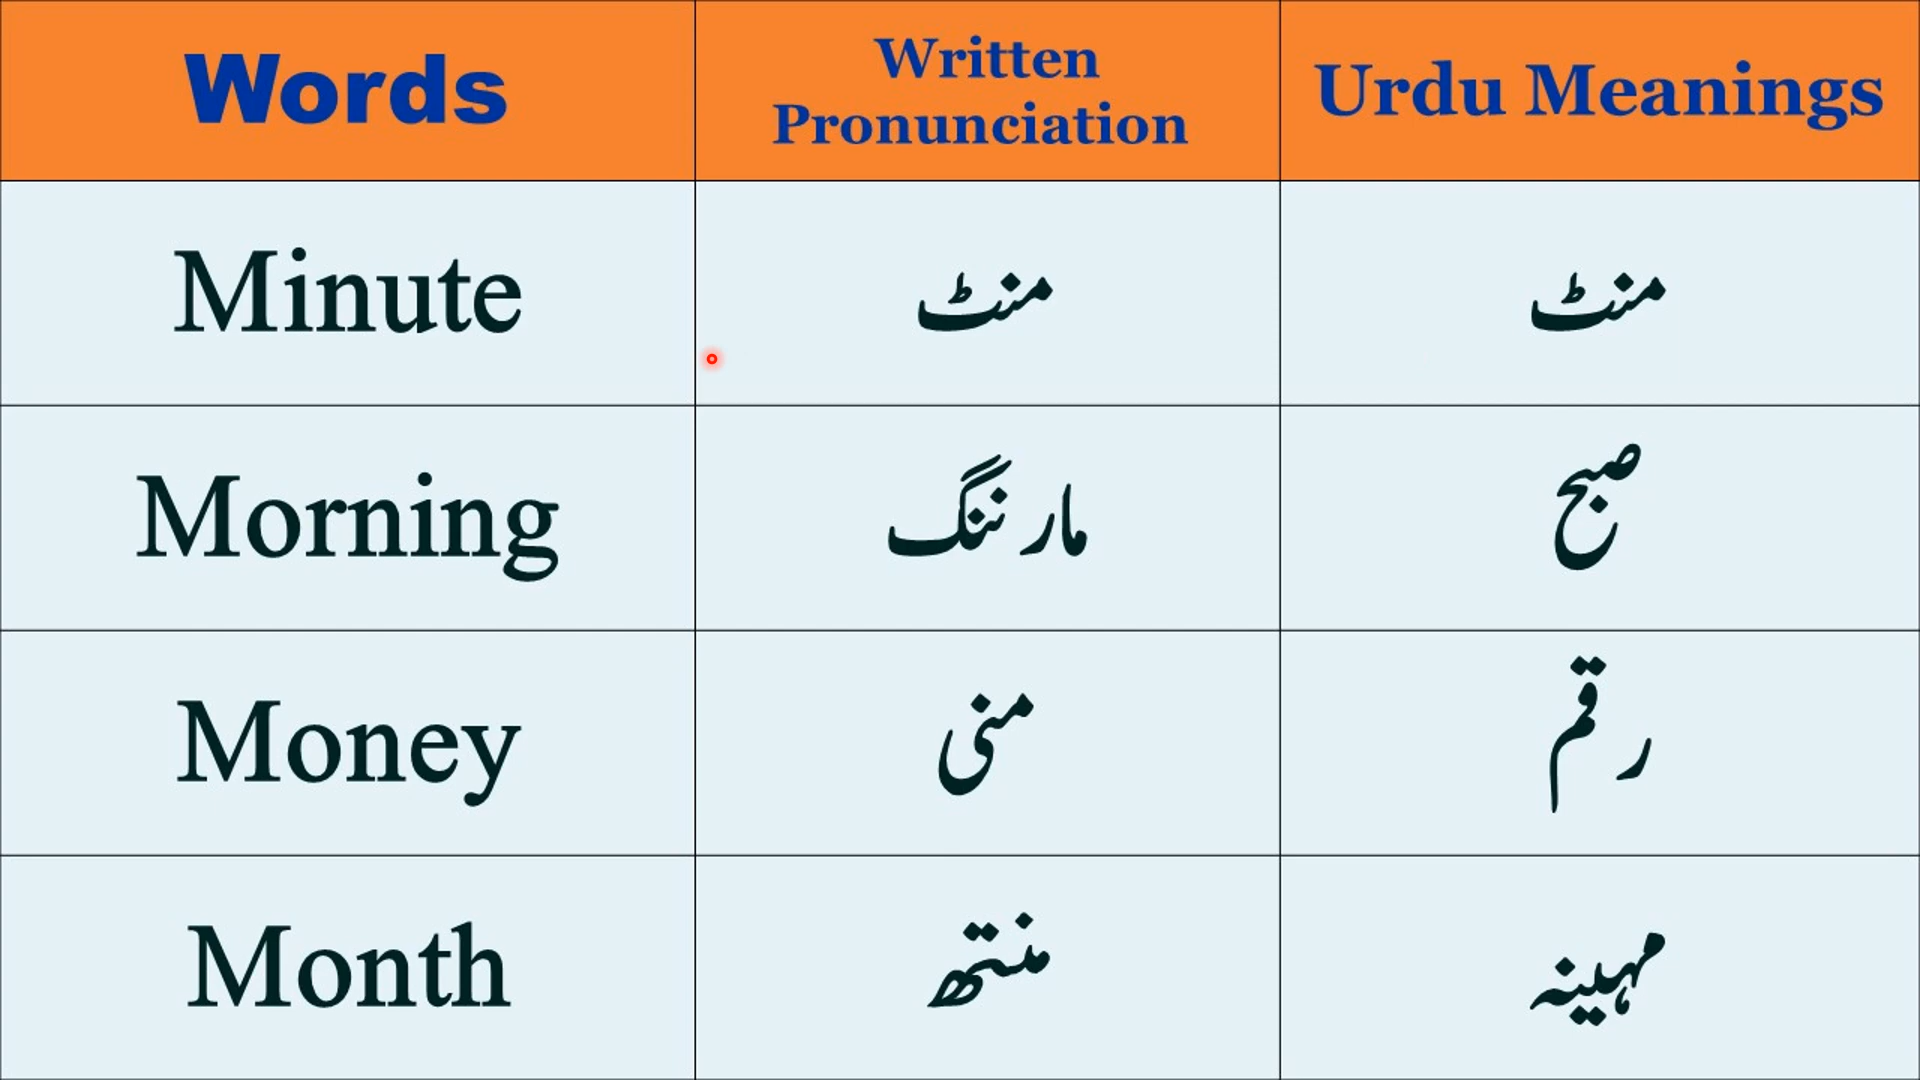 Words
Written
Pronunciation
Urdu Meanings
Minute
منٹ
منٹ
Morning
مارننگ
صبح
Money
منی
رقم
Month
منتھ
مہینہ